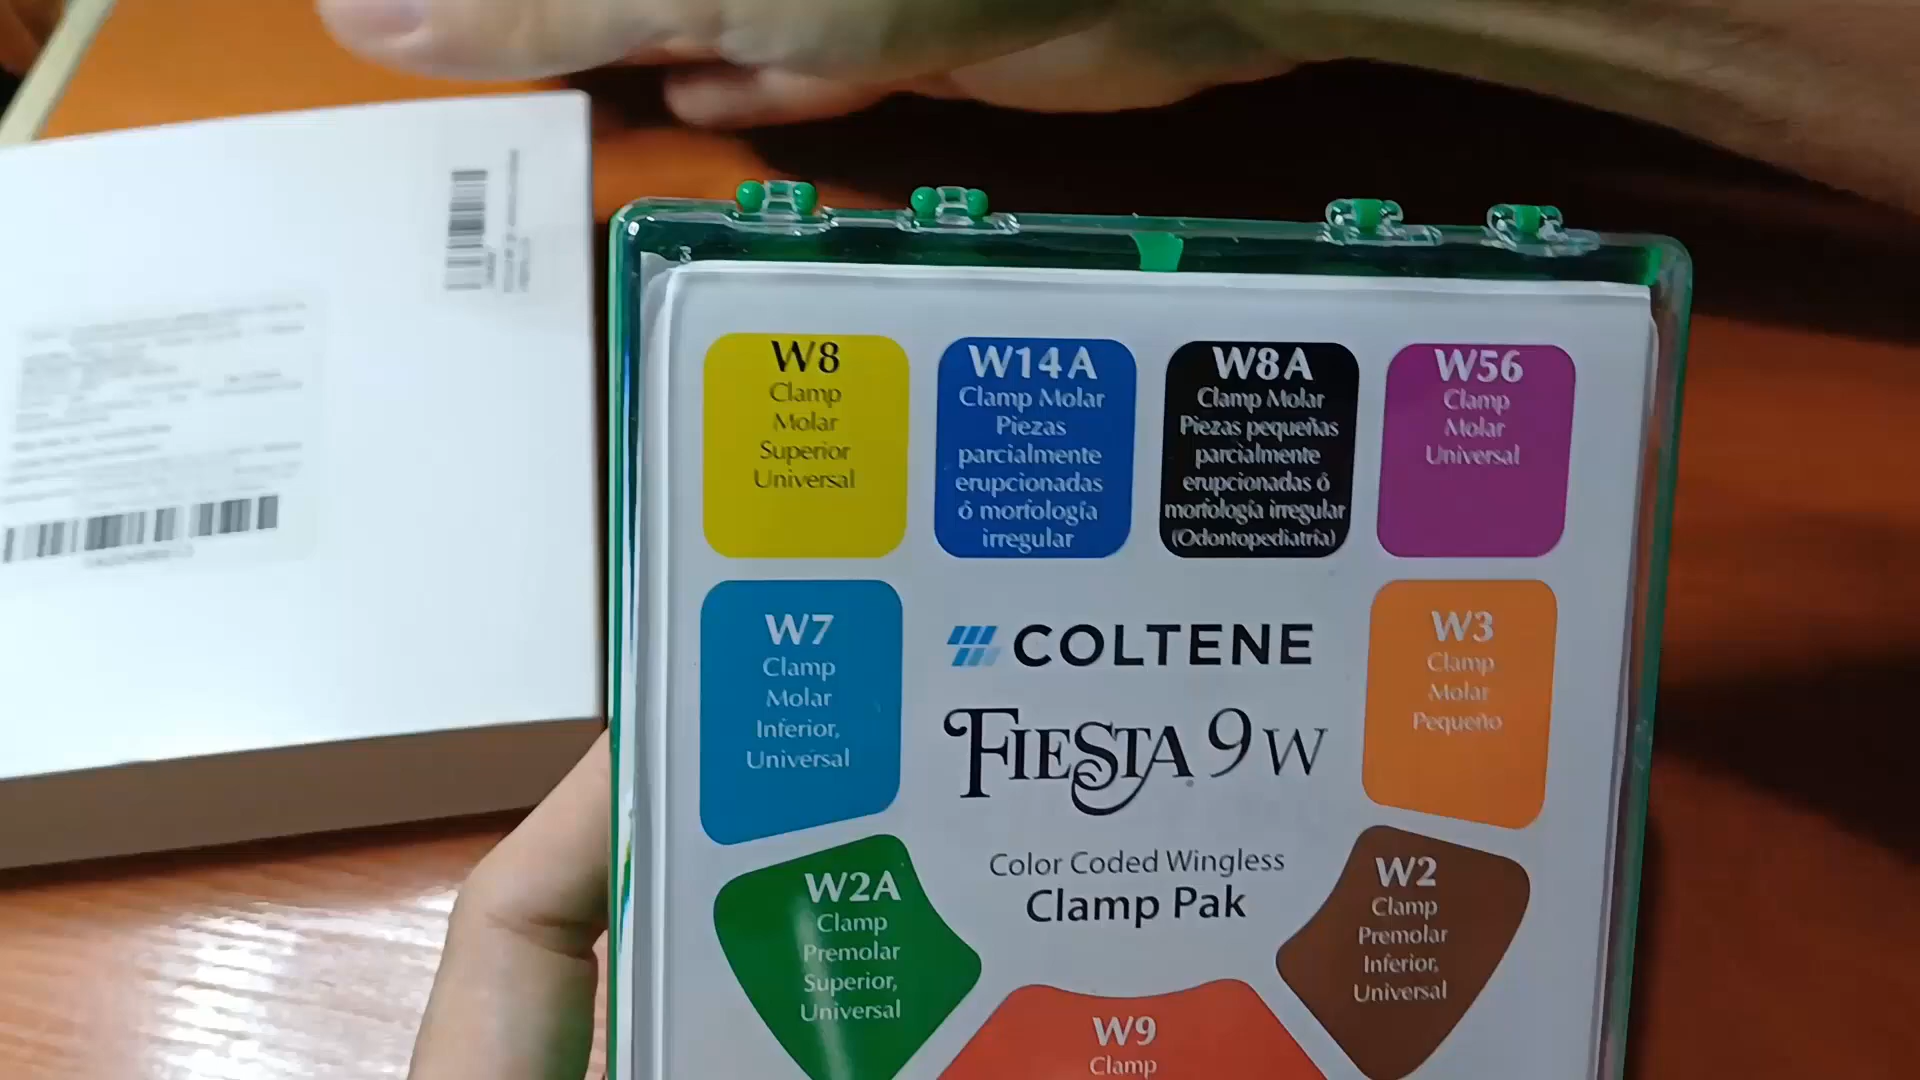 W8
Clamp
Molar
Superior
Universal
W14A
Clamp Molar
Piezas
parcialmente
erupcionadas
ó morfología
irregular
W8A
Clamp Molar
Piezas pequeñas
parcialmente
erupcionadas ó
morfología irregular
(Odontopediatría)
W56
Clamp
Molar
Universal
W7
Clamp
Molar
Inferior,
Universal
COLTENE
FIESTA 9 W
Color Coded Wingless
Clamp Pak
W3
Clamp
Molar
Pequeño
W2A
Clamp
Premolar
Superior,
Universal
W2
Clamp
Premolar
Inferior,
Universal
W9
Clamp